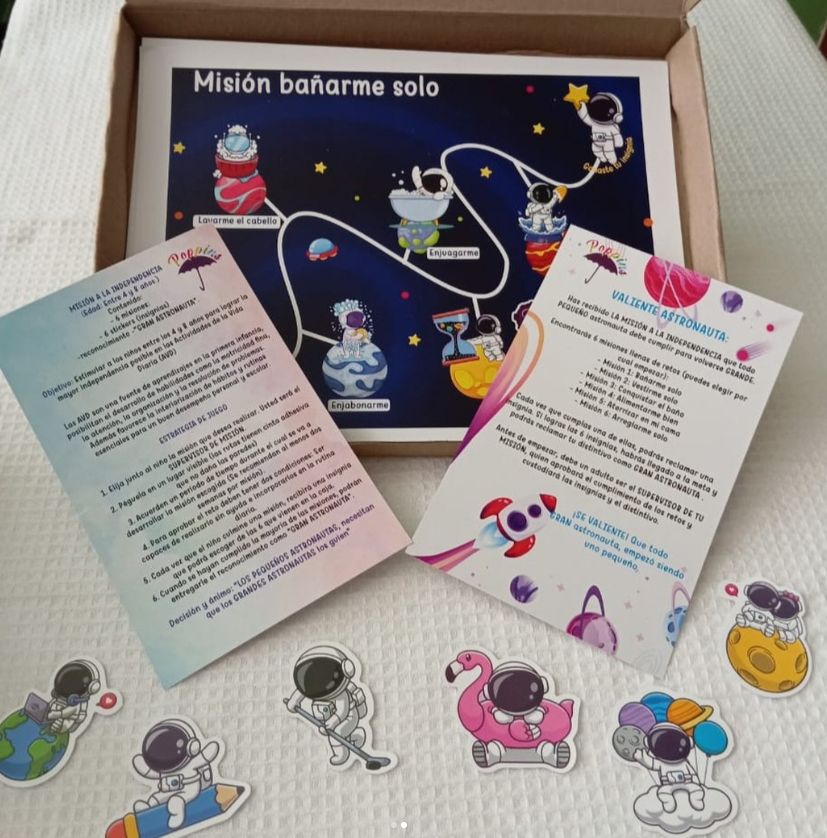 Misión bañarme solo
Lavarme el cabello
Enjuagarme
Enjabonarme
Ganaste tu insignia
Poppins
MISIÓN A LA INDEPENDENCIA
(Edad: Entre 4 y 8 años)
Contenido:
- 6 misiones:
- 6 stickers (insignias)
-reconocimiento "GRAN ASTRONAUTA"
Objetivo: Estimular a los niños entre los 4 y 8 años para lograr la
mayor independencia posible en las Actividades de la Vida
Diaria (AVD)
Las AVD son una fuente de aprendizajes en la primera infancia,
posibilitan el desarrollo de habilidades como la motricidad fina,
la atención, la organización y la resolución de problemas.
Además favorece la interiorización de hábitos y rutinas
esenciales para un buen desempeño personal y escolar.
ESTRATEGIA DE JUEGO
1. Elija junto al niño la misión que desea realizar. Usted será el
SUPERVISOR DE MISIÓN
2. Péguela en un lugar visible (las rutas tienen cinta adhesiva
que no daña las paredes)
3. Acuerden un período de tiempo durante el cual se va a
desarrollar la misión escogida (Se recomiendan al menos dos
semanas por misión)
4. Para aprobar el reto deben tener dos condiciones: Ser
capaces de realizarlo sin ayuda e incorporarlos en la rutina
diaria.
5. Cada vez que el niño culmine una misión, recibirá una insignia
que podrá escoger de las 6 que vienen en la caja.
6. Cuando se hayan cumplido la mayoría de las misiones, podrán
entregarle el reconocimiento como "GRAN ASTRONAUTA".
Decisión y ánimo: "LOS PEQUEÑOS ASTRONAUTAS, necesitan
que los GRANDES ASTRONAUTAS los guíen"
Poppins
VALIENTE ASTRONAUTA:
Has recibido LA MISIÓN A LA INDEPENDENCIA que todo
PEQUEÑO astronauta debe cumplir para volverse GRANDE.
Encontrarás 6 misiones llenas de retos (puedes elegir por
cual empezar):
- Misión 1: Bañarme solo
- Misión 2: Vestirme solo
- Misión 3: Conquistar el baño
- Misión 4: Alimentarme bien
- Misión 5: Aterrizar en mi cama
- Misión 6: Arreglarme solo
Cada vez que cumplas una de ellas, podrás reclamar una
insignia. Si logras las 6 insignias, habrás llegado a la meta y
podrás reclamar tu distintivo como GRAN ASTRONAUTA.
Antes de empezar, debe un adulto ser el SUPERVISOR DE TU
MISIÓN, quien aprobará el cumplimiento de los retos y
custodiará las insignias y el distintivo.
¡SE VALIENTE! Que todo
GRAN astronauta, empezó siendo
uno pequeño.